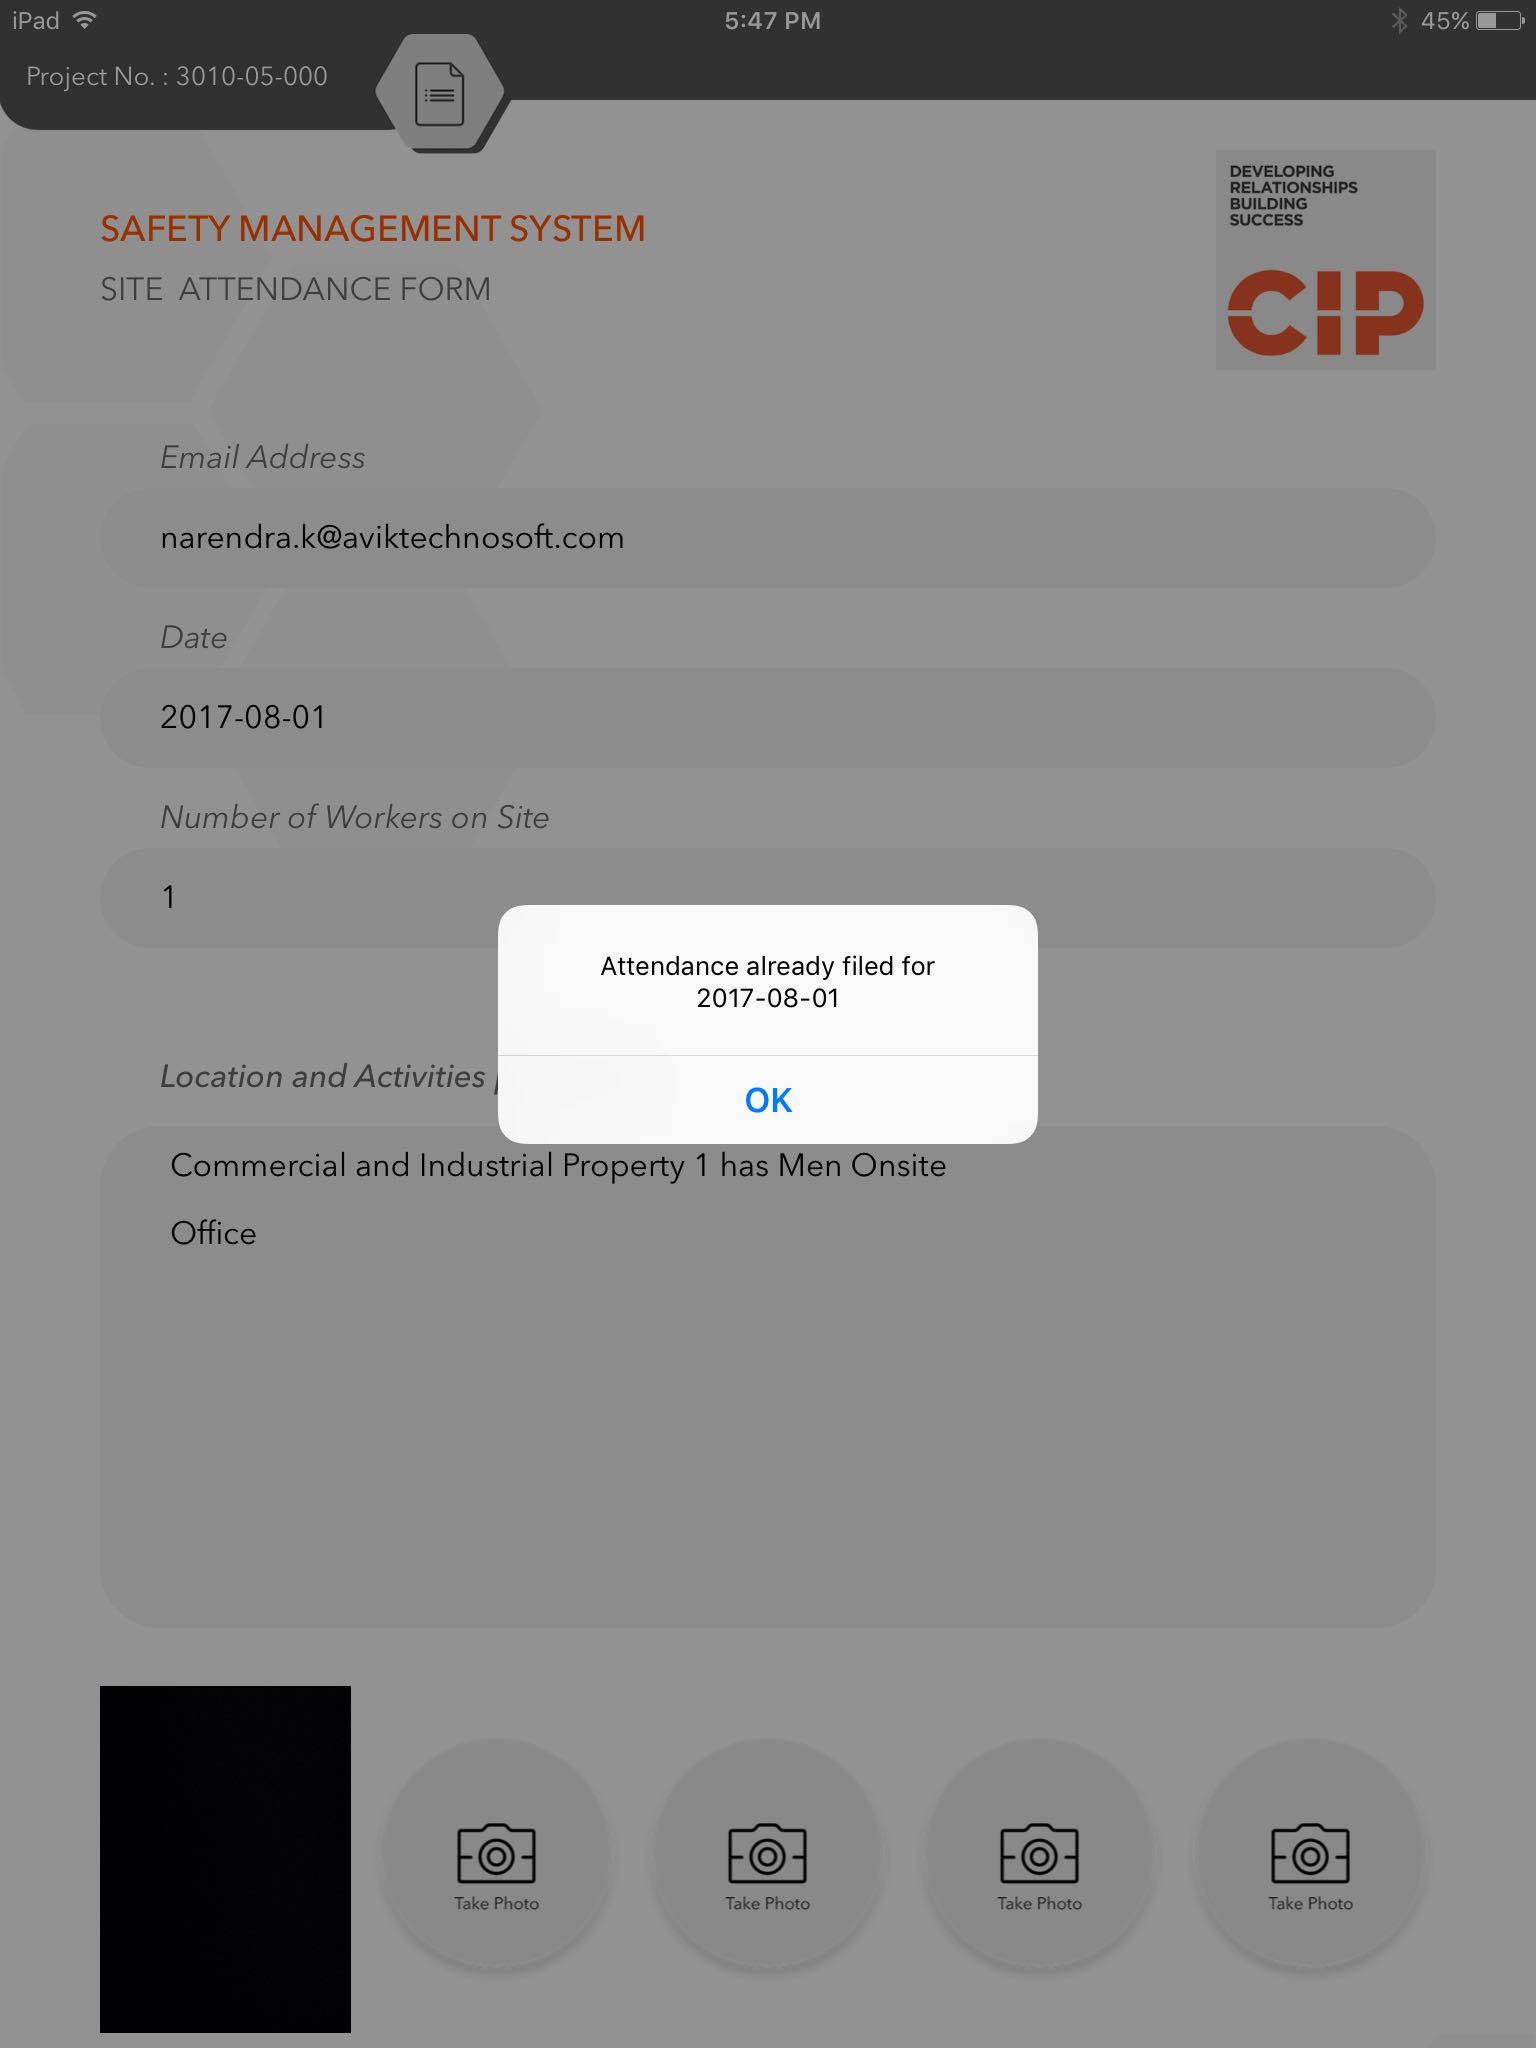 iPad
5:47 PM
45%
Project No. : 3010-05-000
DEVELOPING
RELATIONSHIPS
BUILDING
SUCCESS
CIP
SAFETY MANAGEMENT SYSTEM
SITE ATTENDANCE FORM
Email Address
narendra.k@aviktechnosoft.com
Date
2017-08-01
Number of Workers on Site
1
Attendance already filed for
2017-08-01
OK
Location and Activities
Commercial and Industrial Property 1 has Men Onsite
Office
Take Photo
Take Photo
Take Photo
Take Photo